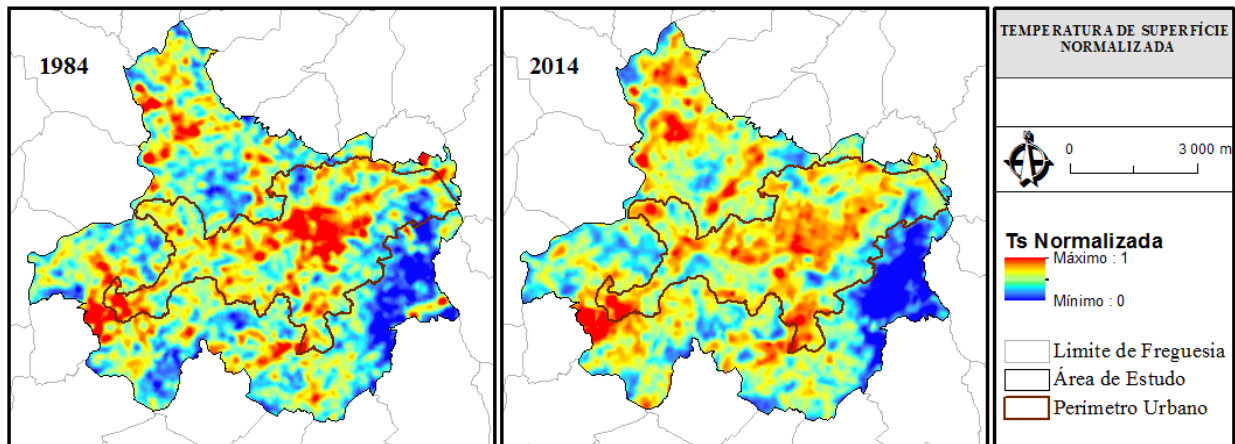 1984
2014
TEMPERATURA DE SUPERFÍCIE
NORMALIZADA
0 3 000 m
Ts Normalizada
Máximo : 1
Mínimo : 0
Limite de Freguesia
Área de Estudo
Perímetro Urbano